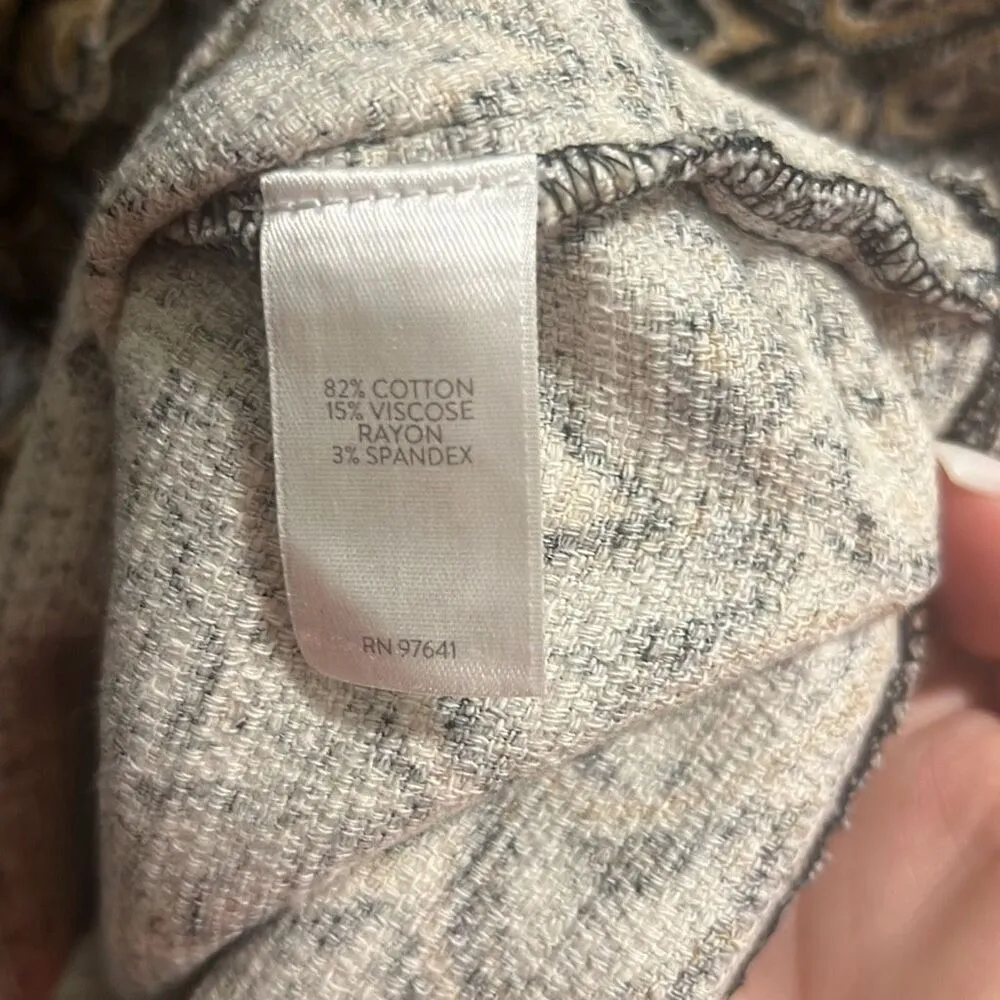 82% COTTON
15% VISCOSE
RAYON
3% SPANDEX
RN 97641